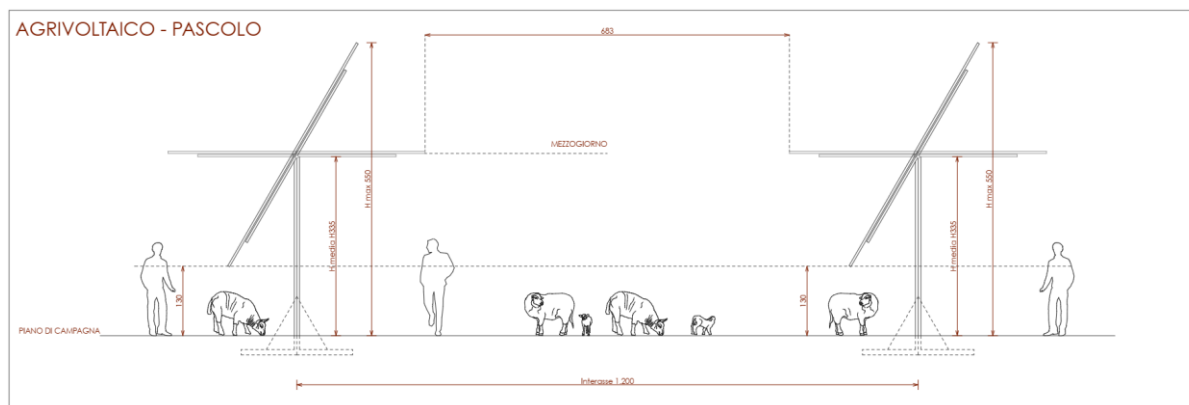 AGRIVOLTAICO - PASCOLO
683
MEZZOGIORNO
H max 550
H max 550
H media H335
H media H335
130
130
PIANO DI CAMPAGNA
Interasse 1.200